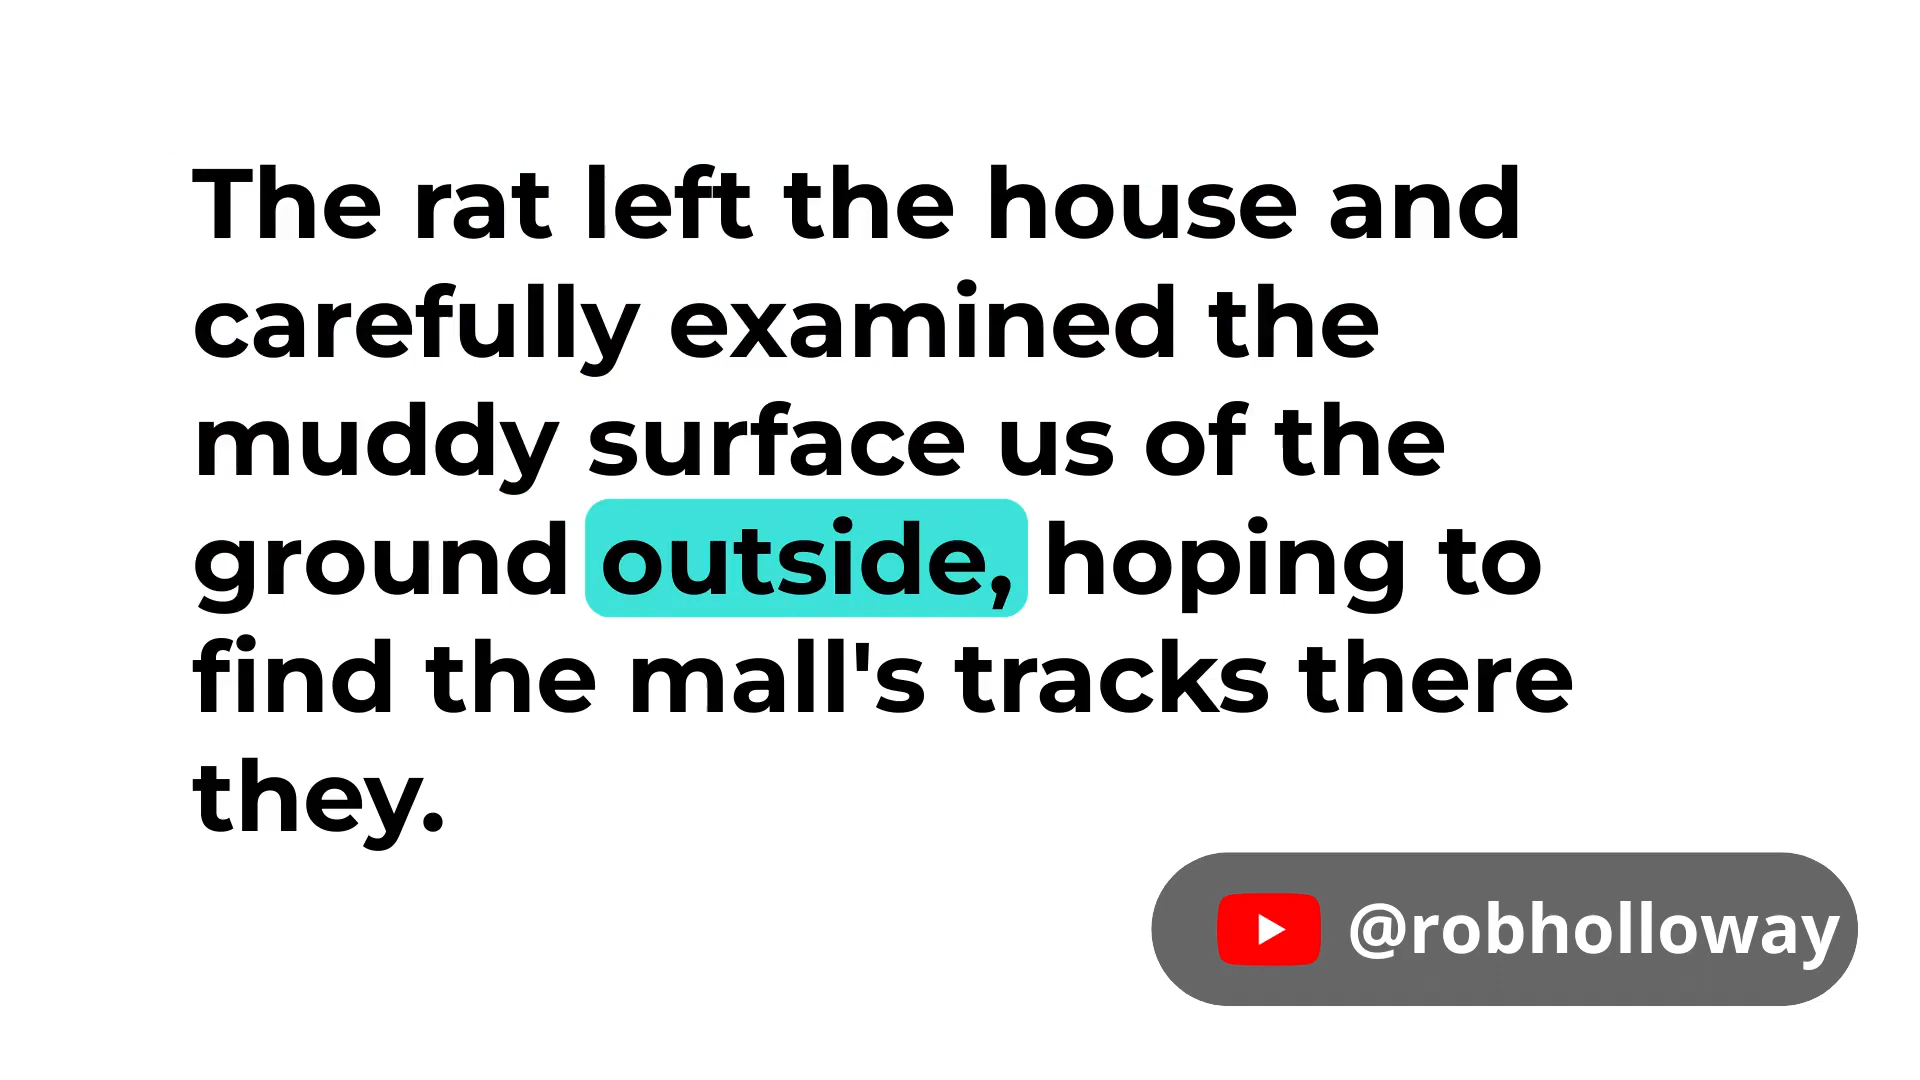 The rat left the house and
carefully examined the
muddy surface us of the
ground outside, hoping to
find the mall's tracks there
they.
@robholloway